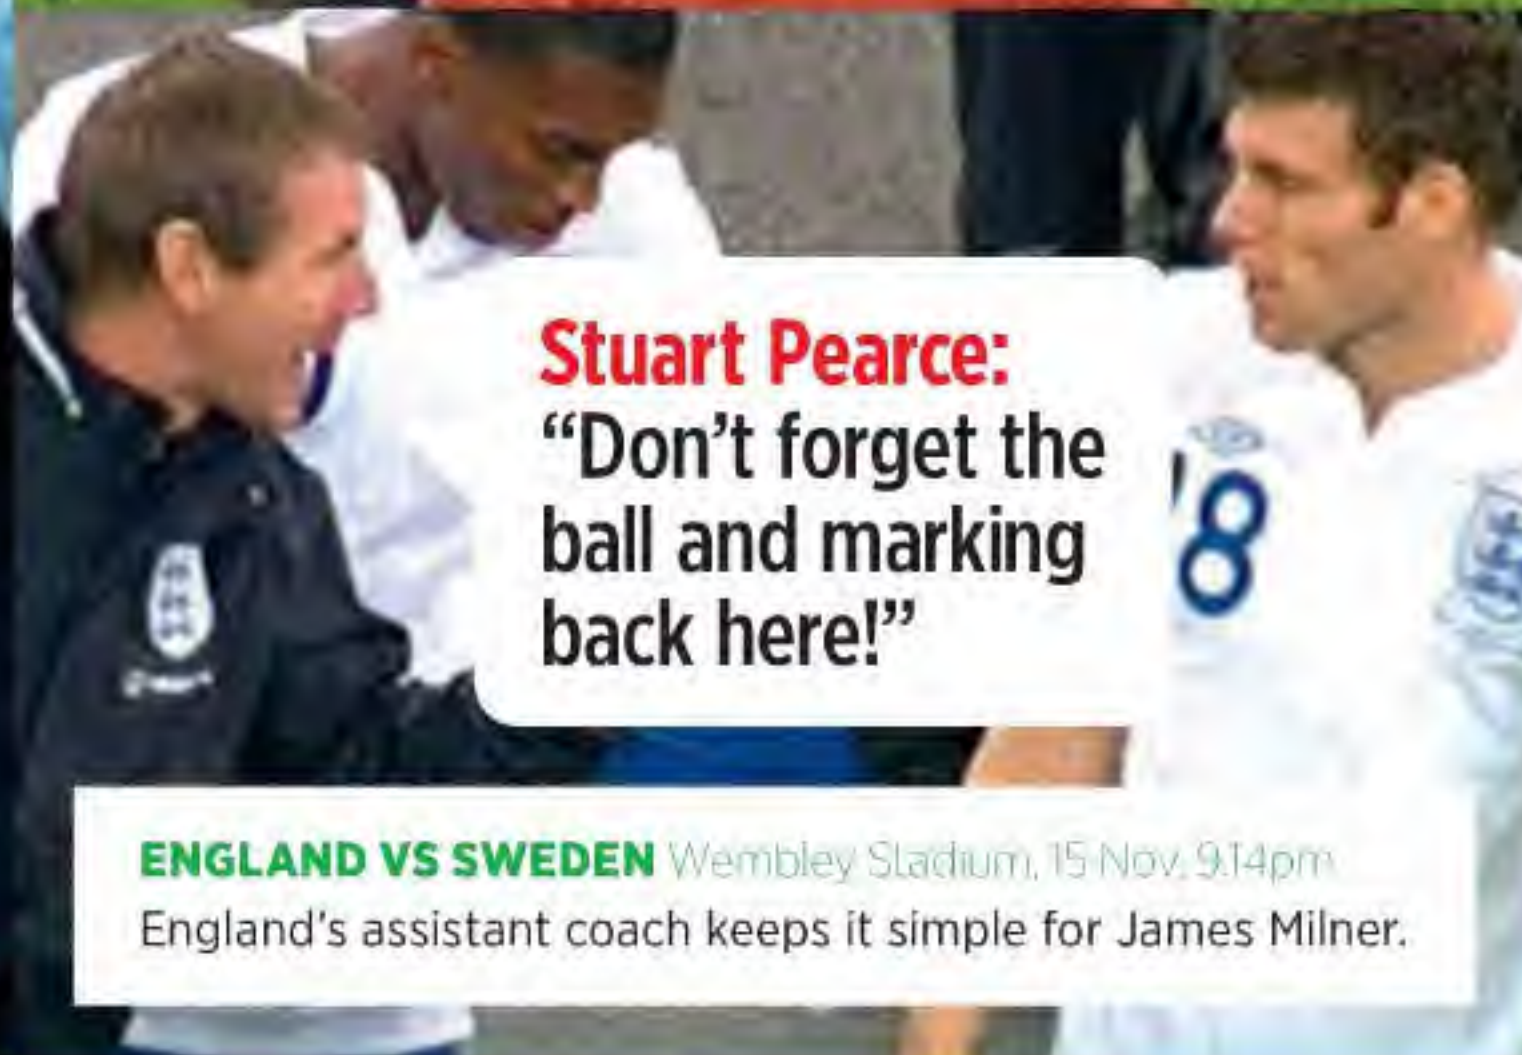 Stuart Pearce:
“Don’t forget the
ball and marking
back here!”
18
ENGLAND VS SWEDEN Wembley Stadium, 15 Nov, 9.14pm
England’s assistant coach keeps it simple for James Milner.